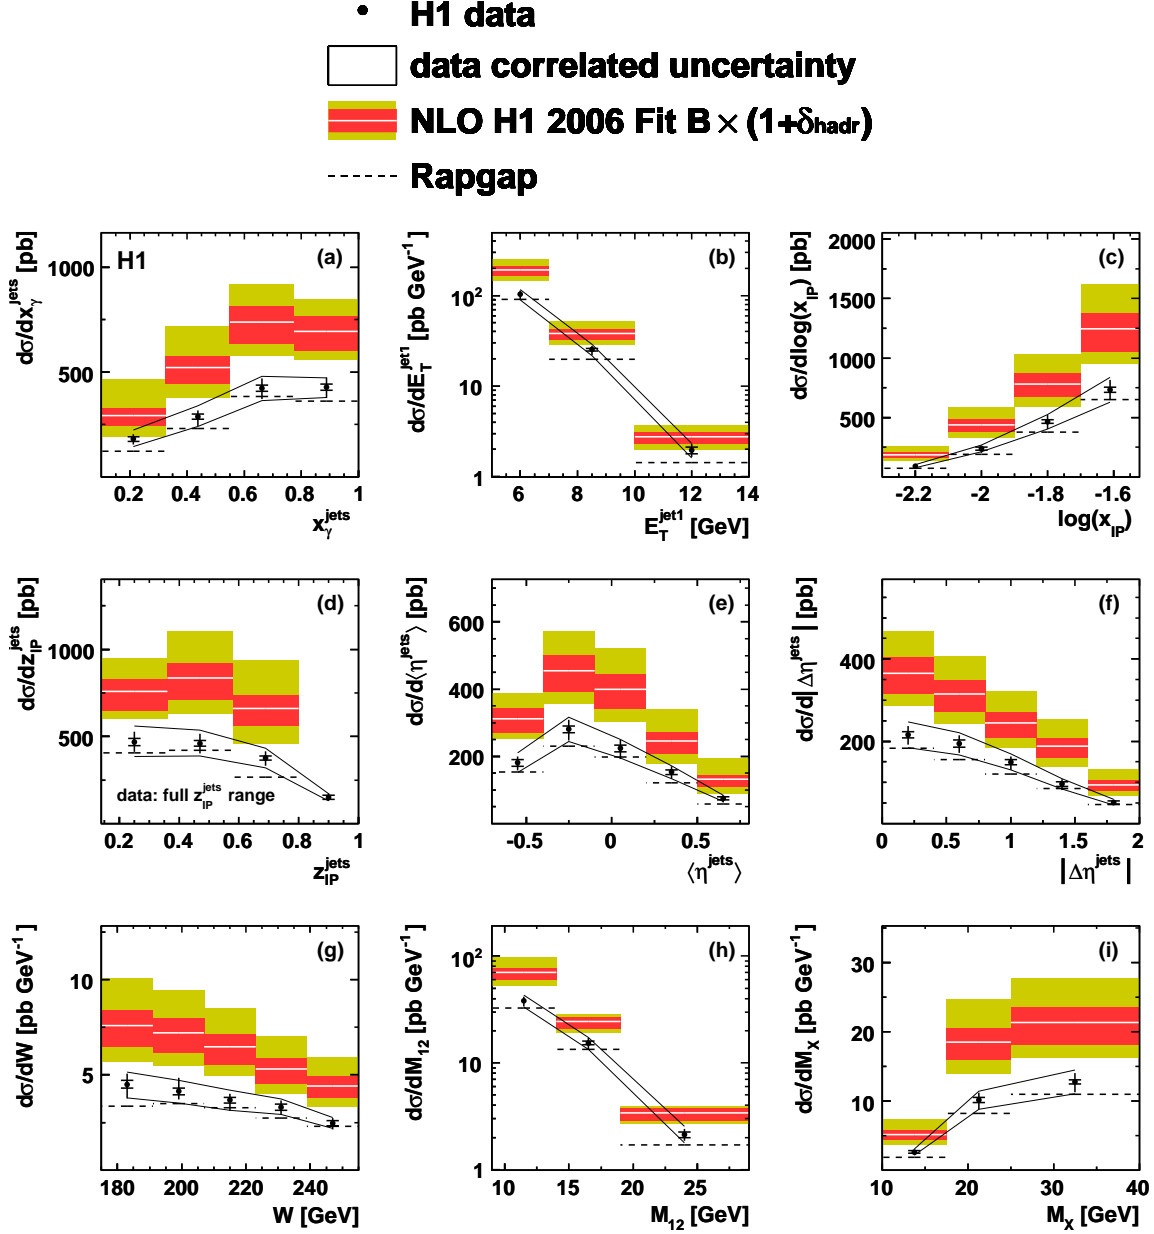 H1 data
data correlated uncertainty
NLO H1 2006 Fit B × (1+δhadr)
Rapgap
dσ/dxγjets [pb]
1000
500
H1
(a)
0.2 0.4 0.6 0.8 1
xγjets
dσ/dETjet1 [pb GeV-1]
10²
10
1
(b)
6 8 10 12 14
ETjet1 [GeV]
dσ/dlog(xIP) [pb]
2000
1500
1000
500
(c)
-2.2 -2 -1.8 -1.6
log(xIP)
dσ/dzIPjets [pb]
1000
500
(d)
data: full zIPjets range
0.2 0.4 0.6 0.8 1
zIPjets
dσ/d⟨ηjets⟩ [pb]
600
400
200
(e)
-0.5 0 0.5
⟨ηjets⟩
dσ/d|Δηjets| [pb]
400
200
(f)
0 0.5 1 1.5 2
|Δηjets|
dσ/dW [pb GeV-1]
10
5
(g)
180 200 220 240
W [GeV]
dσ/dM12 [pb GeV-1]
10²
10
1
(h)
10 15 20 25
M12 [GeV]
dσ/dMX [pb GeV-1]
30
20
10
(i)
10 20 30 40
MX [GeV]